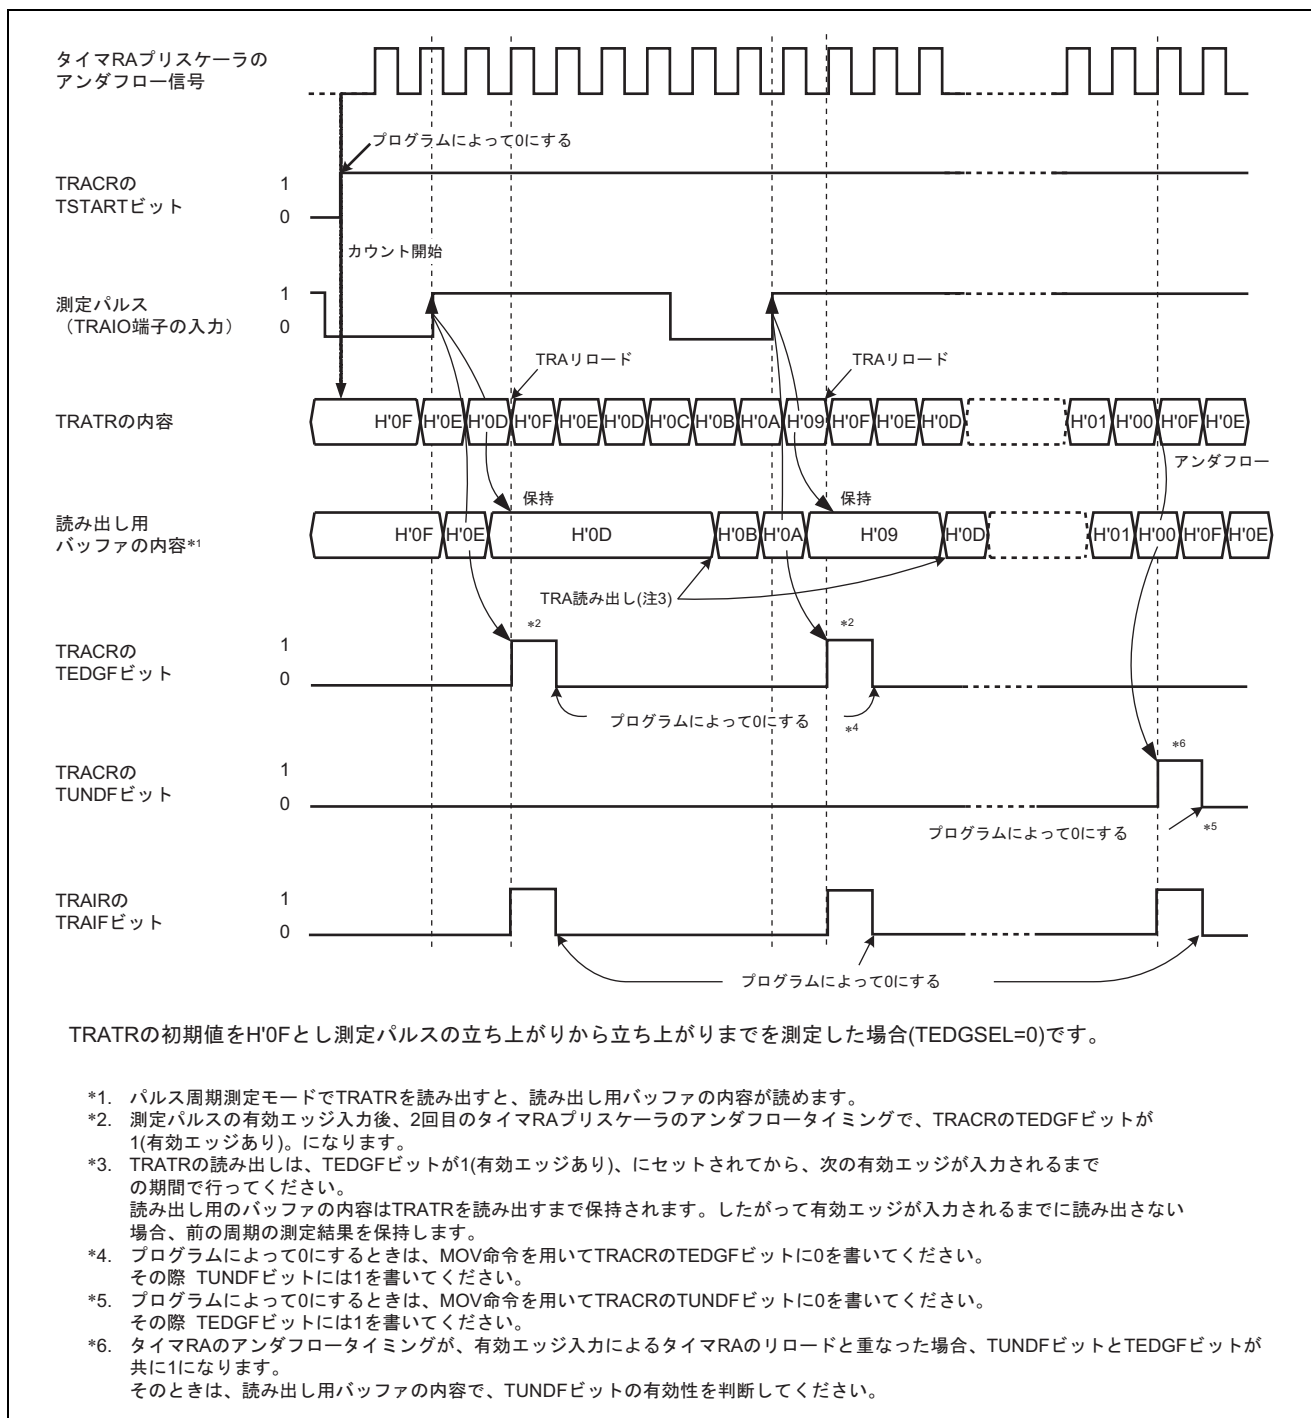 タイマRAプリスケーラの
アンダフロー信号
プログラムによって0にする
TRACRの
TSTARTビット
1
0
カウント開始
測定パルス
（TRAIO端子の入力）
1
0
TRAリロード
TRAリロード
TRATRの内容
H'0F H'0E H'0D H'0F H'0E H'0D H'0C H'0B H'0A H'09 H'0F H'0E H'0D H'01 H'00 H'0F H'0E
アンダフロー
保持
保持
読み出し用
バッファの内容*1
H'0F H'0E H'0D H'0B H'0A H'09 H'0D H'01 H'00 H'0F H'0E
TRA読み出し(注3)
*2
*2
TRACRの
TEDGFビット
1
0
プログラムによって0にする
*4
*6
TRACRの
TUNDFビット
1
0
プログラムによって0にする
*5
TRAIRの
TRAIFビット
1
0
プログラムによって0にする
TRATRの初期値をH'0Fとし測定パルスの立ち上がりから立ち上がりまでを測定した場合(TEDGSEL=0)です。
*1. パルス周期測定モードでTRATRを読み出すと、読み出し用バッファの内容が読めます。
*2. 測定パルスの有効エッジ入力後、2回目のタイマRAプリスケーラのアンダフロータイミングで、TRACRのTEDGFビットが
1(有効エッジあり)。になります。
*3. TRATRの読み出しは、TEDGFビットが1(有効エッジあり)、にセットされてから、次の有効エッジが入力されるまで
の期間で行ってください。
読み出し用のバッファの内容はTRATRを読み出すまで保持されます。したがって有効エッジが入力されるまでに読み出さない
場合、前の周期の測定結果を保持します。
*4. プログラムによって0にするときは、MOV命令を用いてTRACRのTEDGFビットに0を書いてください。
その際 TUNDFビットには1を書いてください。
*5. プログラムによって0にするときは、MOV命令を用いてTRACRのTUNDFビットに0を書いてください。
その際 TEDGFビットには1を書いてください。
*6. タイマRAのアンダフロータイミングが、有効エッジ入力によるタイマRAのリロードと重なった場合、TUNDFビットとTEDGFビットが
共に1になります。
そのときは、読み出し用バッファの内容で、TUNDFビットの有効性を判断してください。